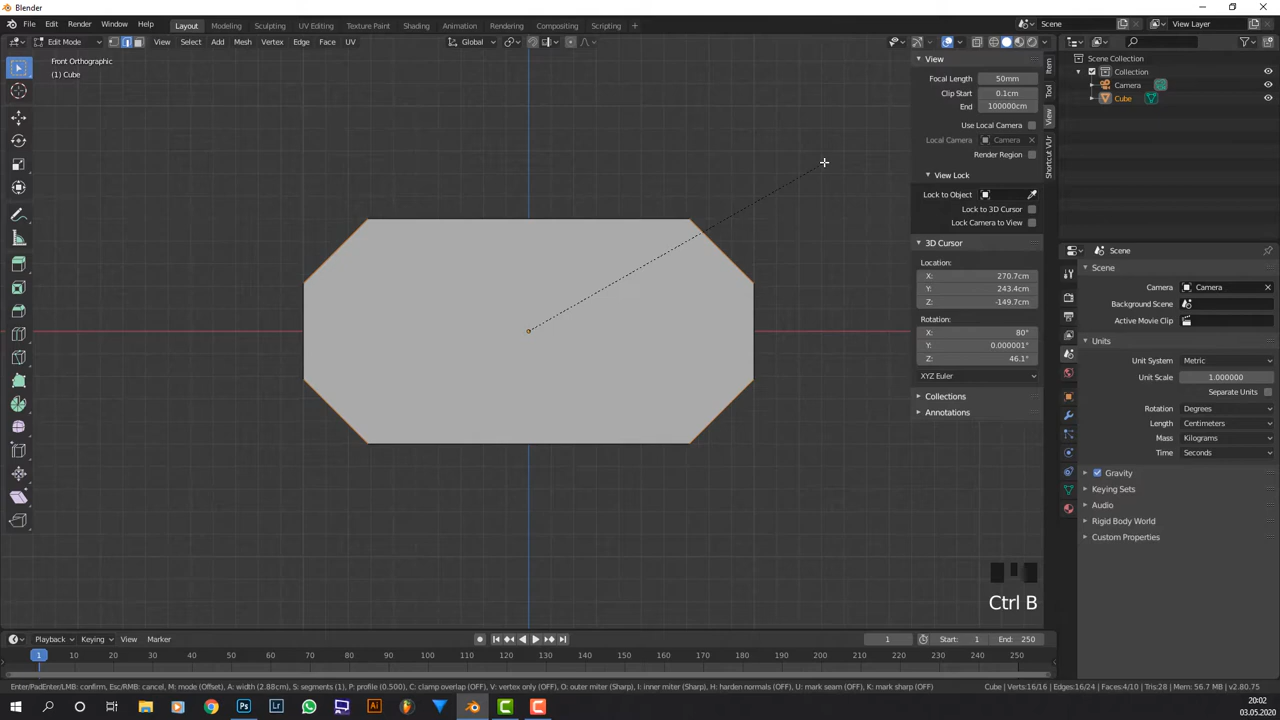 Blender
File Edit Render Window Help Layout Modeling Sculpting UV Editing Texture Paint Shading Animation Rendering Compositing Scripting + Scene View Layer
Edit Mode View Select Add Mesh Vertex Edge Face UV Global
Front Orthographic
(1) Cube
View
Focal Length 50mm
Clip Start 0.1cm
End 100000cm
Use Local Camera
Local Camera Camera
Render Region
View Lock
Lock to Object
Lock to 3D Cursor
Lock Camera to View
3D Cursor
Location:
X: 270.7cm
Y: 243.4cm
Z: -149.7cm
Rotation:
X: 80°
Y: 0.000001°
Z: 46.1°
XYZ Euler
Collections
Annotations
Item
Tool
View
Shortcut VUr
Scene Collection
Collection
Camera
Cube
Scene
Scene
Camera Camera
Background Scene
Active Movie Clip
Units
Unit System Metric
Unit Scale 1.000000
Separate Units
Rotation Degrees
Length Centimeters
Mass Kilograms
Time Seconds
Gravity
Keying Sets
Audio
Rigid Body World
Custom Properties
Ctrl B
Playback Keying View Marker 1 Start: 1 End: 250
1 10 20 30 40 50 60 70 80 90 100 110 120 130 140 150 160 170 180 190 200 210 220 230 240 250
Enter/PadEnter/LMB: confirm, Esc/RMB: cancel, M: mode (Offset), A: width (2.88cm), S: segments (1), P: profile (0.500), C: clamp overlap (OFF), V: vertex only (OFF), O: outer miter (Sharp), I: inner miter (Sharp), H: harden normals (OFF), U: mark seam (OFF), K: mark sharp (OFF) Cube | Verts:16/16 | Edges:16/24 | Faces:4/10 | Tris:28 | Mem: 56.7 MB | v2.80.75
20:02
03.05.2020